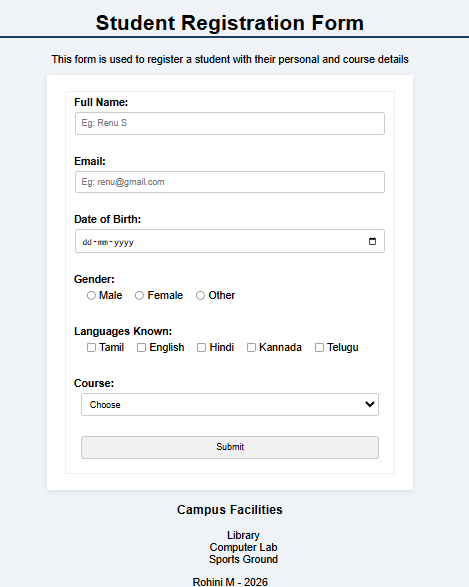 Student Registration Form
This form is used to register a student with their personal and course details
Full Name:
Eg: Renu S
Email:
Eg: renu@gmail.com
Date of Birth:
dd-mm-yyyy
Gender:
Male Female Other
Languages Known:
Tamil English Hindi Kannada Telugu
Course:
Choose
Submit
Campus Facilities
Library
Computer Lab
Sports Ground
Rohini M - 2026